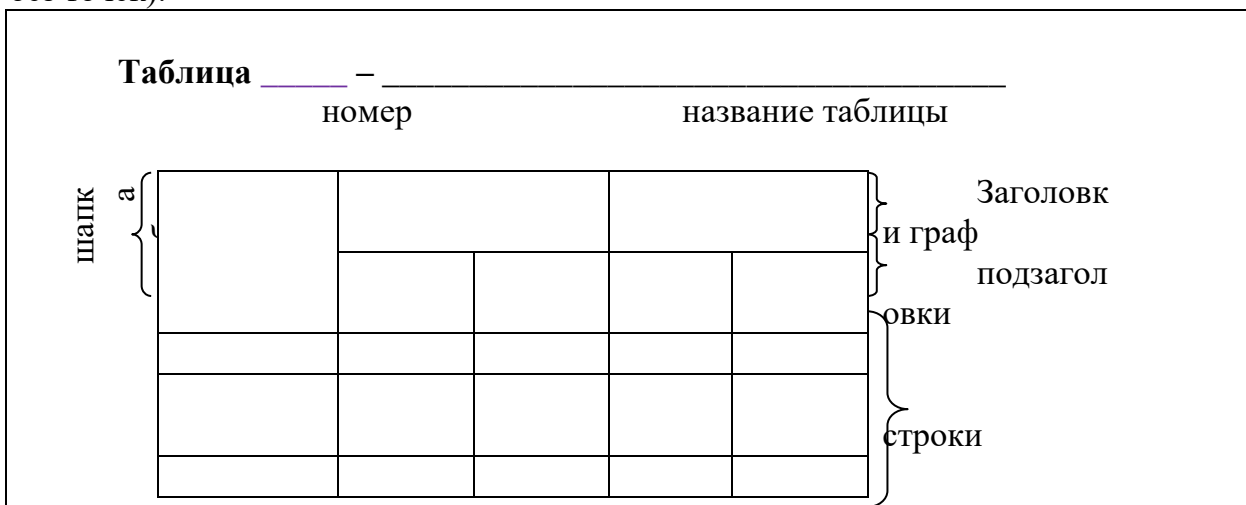 Таблица _____ – ____________________________________
номер название таблицы
шапк
а
Заголовк
и граф
подзагол
овки
строки